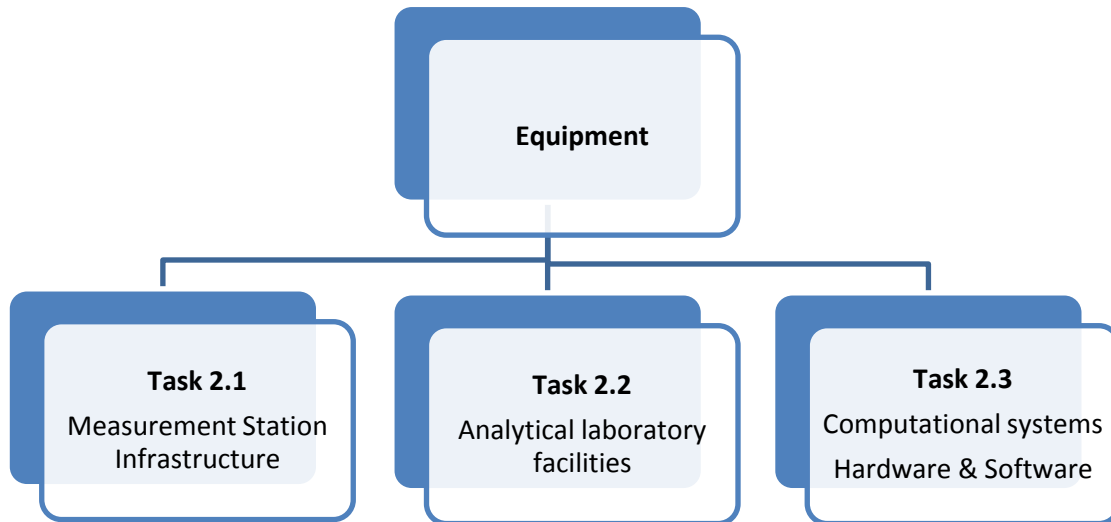 Equipment
Task 2.1
Measurement Station
Infrastructure
Task 2.2
Analytical laboratory
facilities
Task 2.3
Computational systems
Hardware & Software